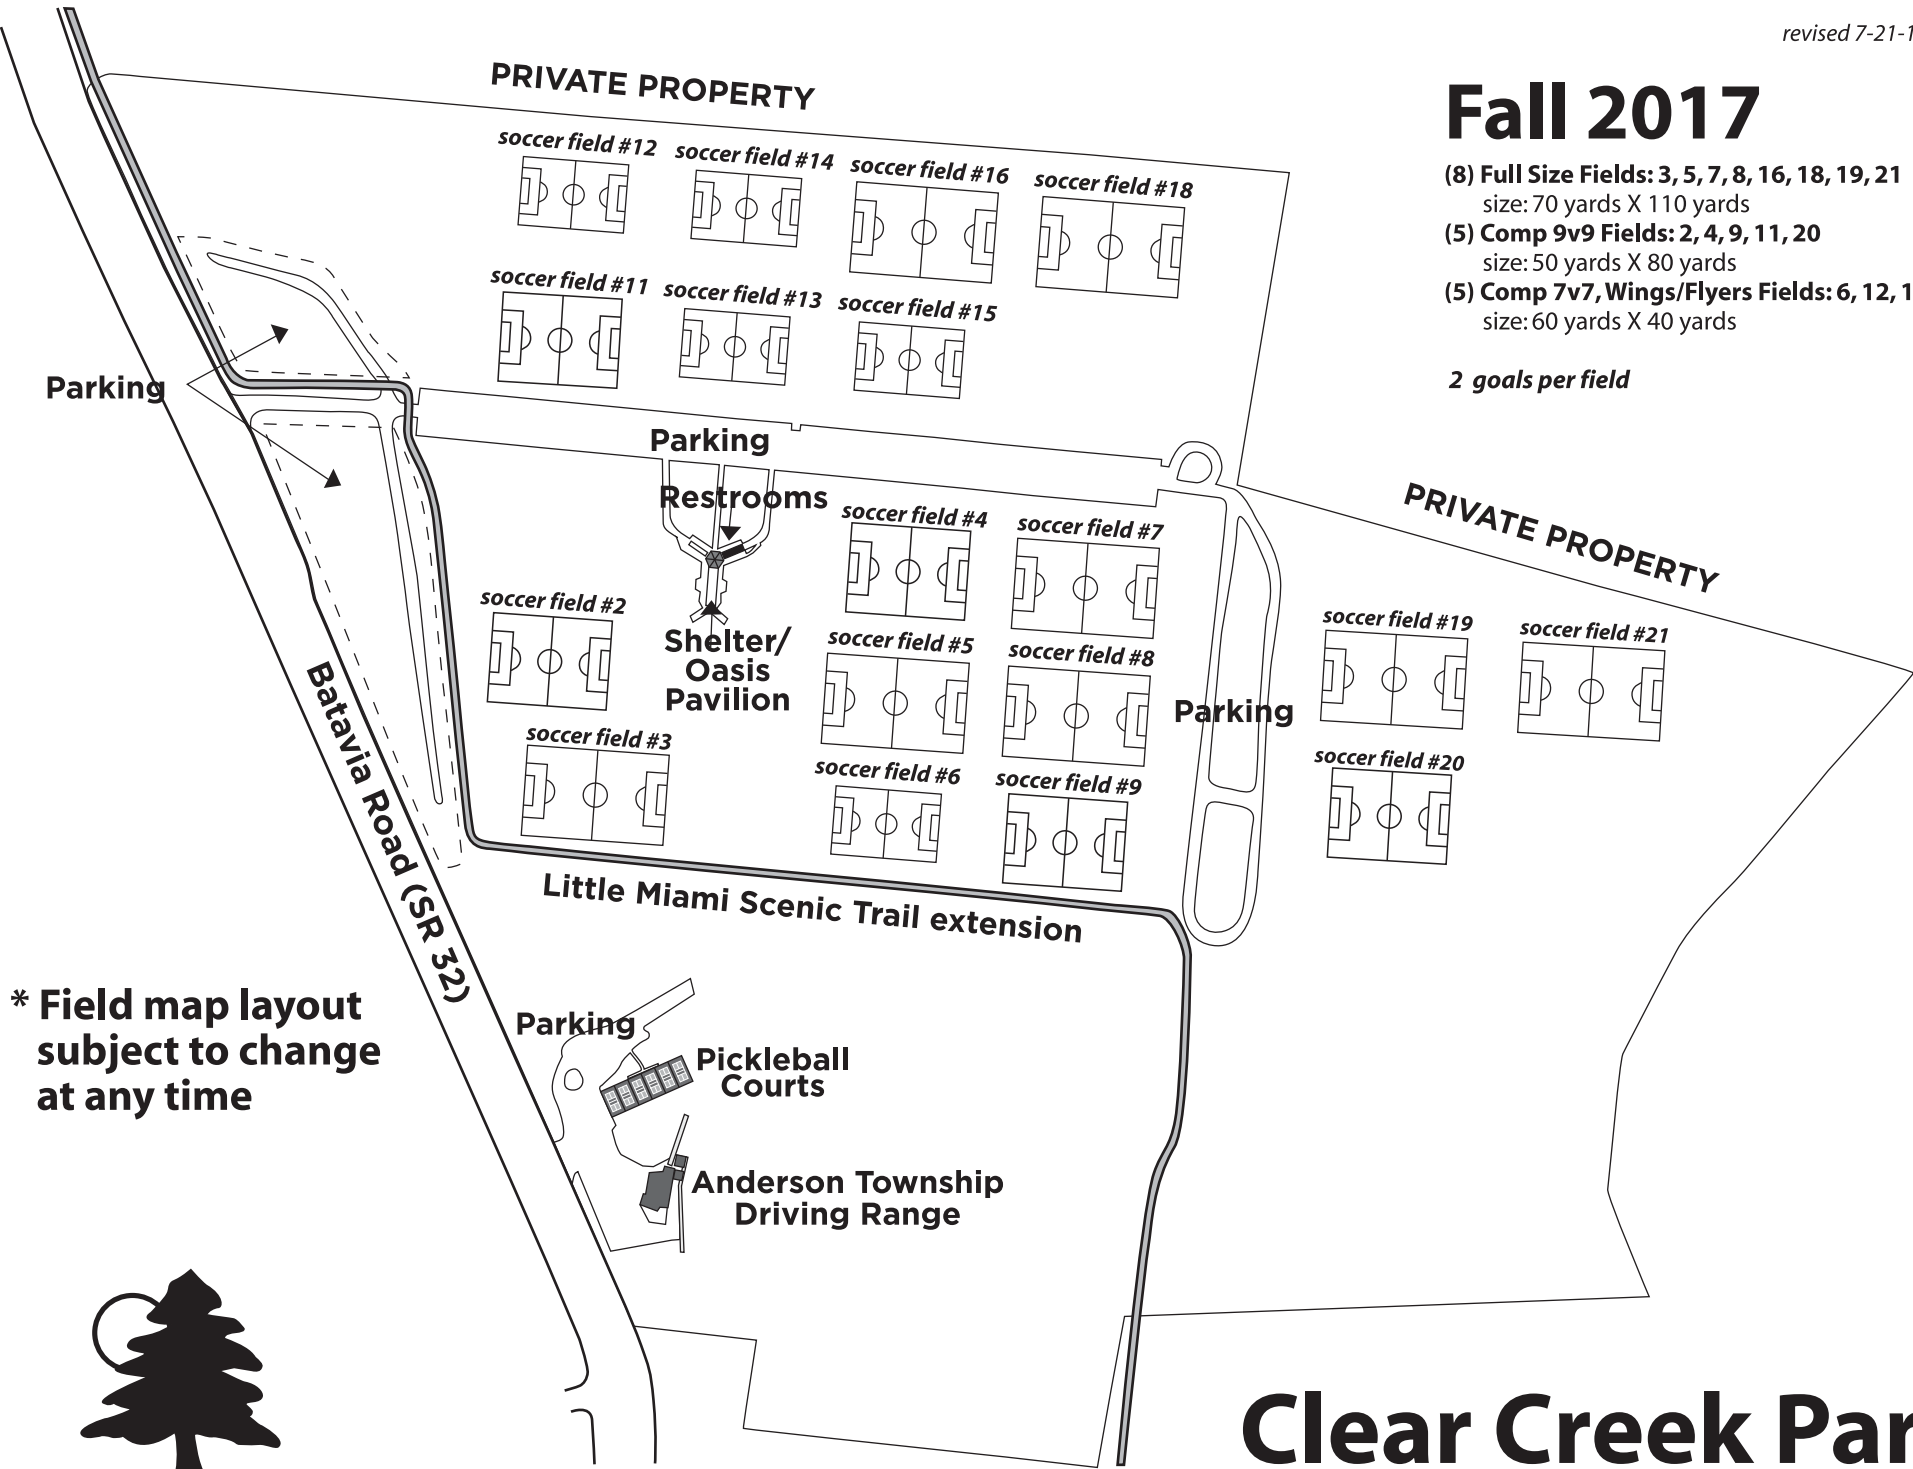 revised 7-21-1
Fall 2017
(8) Full Size Fields: 3, 5, 7, 8, 16, 18, 19, 21
size: 70 yards X 110 yards
(5) Comp 9v9 Fields: 2, 4, 9, 11, 20
size: 50 yards X 80 yards
(5) Comp 7v7, Wings/Flyers Fields: 6, 12, 1
size: 60 yards X 40 yards
2 goals per field
PRIVATE PROPERTY
soccer field #12
soccer field #14
soccer field #16
soccer field #18
soccer field #11
soccer field #13
soccer field #15
Parking
Parking
Restrooms
PRIVATE PROPERTY
soccer field #4
soccer field #7
soccer field #2
Shelter/
Oasis
Pavilion
soccer field #5
soccer field #8
soccer field #19
soccer field #21
Parking
soccer field #3
soccer field #6
soccer field #9
soccer field #20
Batavia Road (SR 32)
Little Miami Scenic Trail extension
* Field map layout
subject to change
at any time
Parking
Pickleball
Courts
Anderson Township
Driving Range
Clear Creek Par